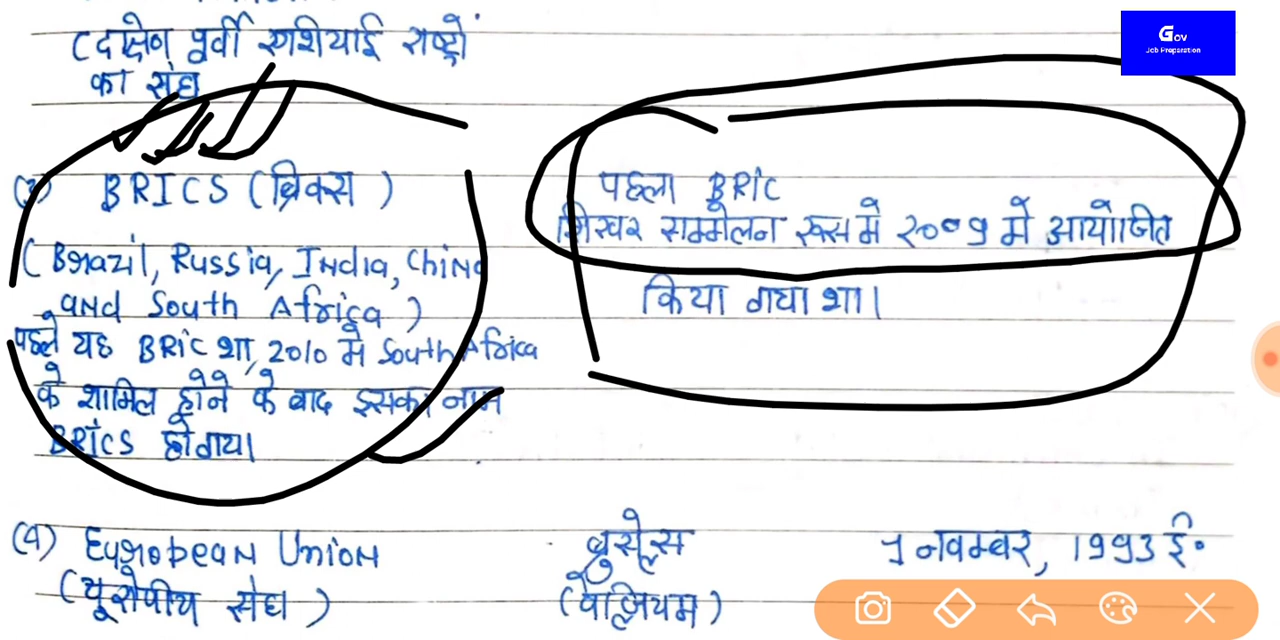 (दक्षिण पूर्वी एशियाई राष्ट्रों
का संघ
Gov
Job Preparation
(3) BRICS (ब्रिक्स)
(Brazil, Russia, India, China
and South Africa)
पहले यह BRIC था, 2010 में South Africa
के शामिल होने के बाद इसका नाम
BRICS हो गया।
पहला BRIC
शिखर सम्मेलन रूस में २००९ में आयोजित
किया गया था।
(4) European Union ब्रुसेल्स 1 नवम्बर, 1993 ई॰
(यूरोपीय संघ) (बेल्जियम)